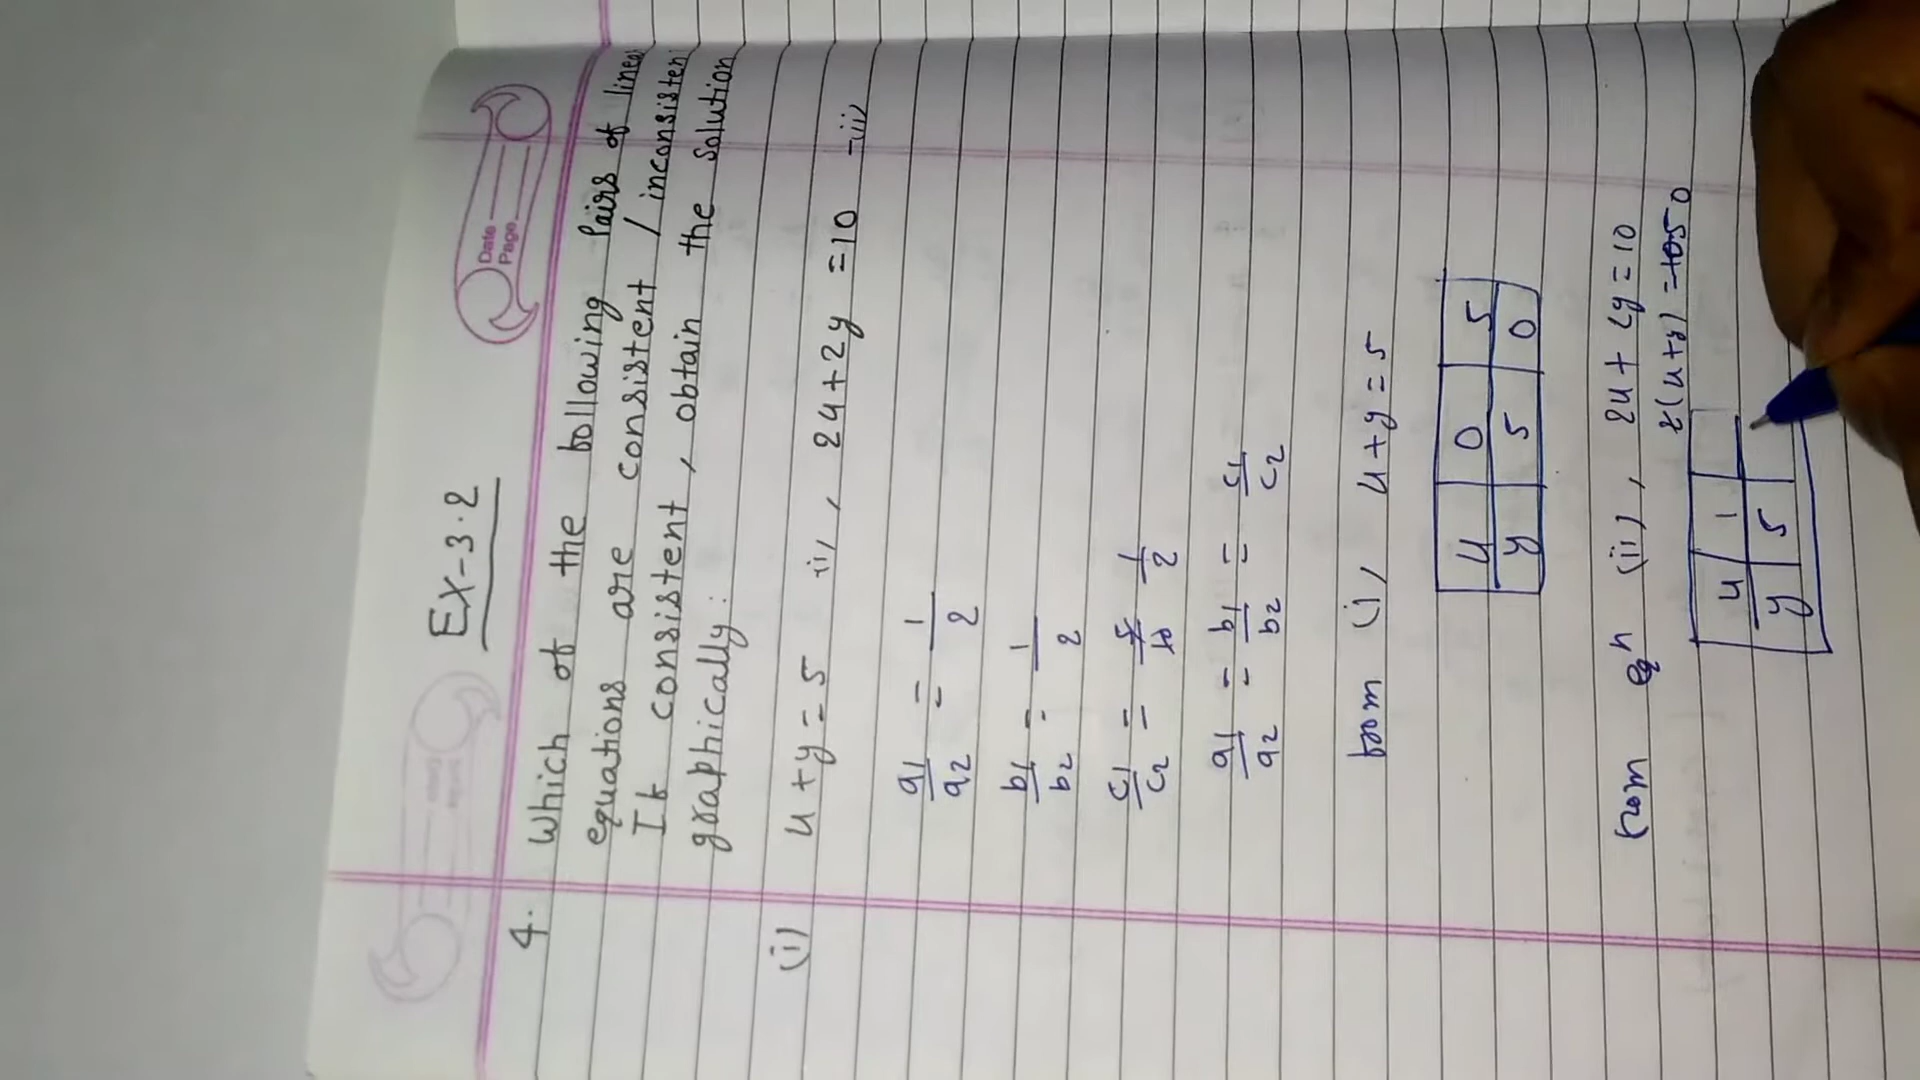 Date
Page
EX-3.2
4. Which of the following Pairs of linea
equations are consistent / inconsisten
If consistent, obtain the solution
graphically:
(i) x+y=5 -i), 2x+2y=10 -ii)
a1/a2 = 1/2
b1/b2 = 1/2
c1/c2 = 5/10 1/2
a1/a2 = b1/b2 = c1/c2
from (i), x+y=5
x 0 5
y 5 0
from eqn (ii), 2x+2y=10
2(x+y)=10 5
x 1
y 5